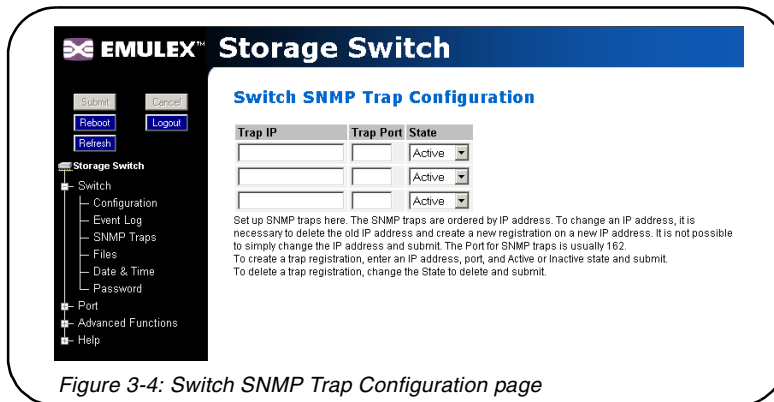 EMULEX™ Storage Switch
Submit Cancel
Reboot Logout
Refresh
Storage Switch
Switch
Configuration
Event Log
SNMP Traps
Files
Date & Time
Password
Port
Advanced Functions
Help
Switch SNMP Trap Configuration
Trap IP Trap Port State
Active
Active
Active
Set up SNMP traps here. The SNMP traps are ordered by IP address. To change an IP address, it is
necessary to delete the old IP address and create a new registration on a new IP address. It is not possible
to simply change the IP address and submit. The Port for SNMP traps is usually 162.
To create a trap registration, enter an IP address, port, and Active or Inactive state and submit.
To delete a trap registration, change the State to delete and submit.
Figure 3-4: Switch SNMP Trap Configuration page